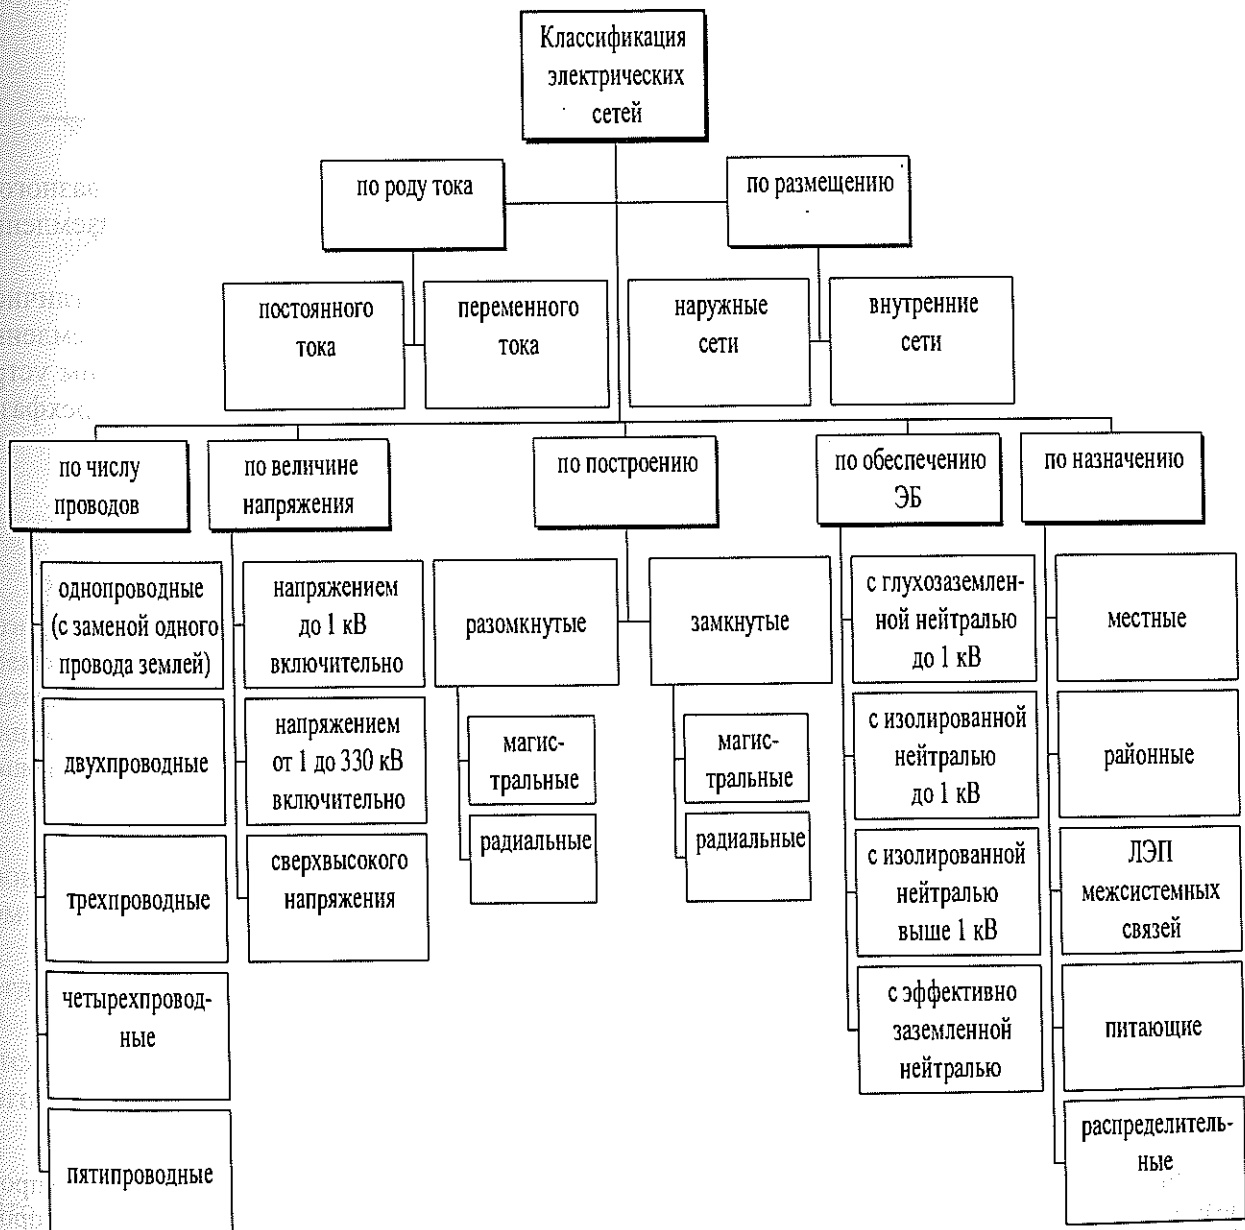 Классификация
электрических
сетей
по роду тока
по размещению
постоянного
тока
переменного
тока
наружные
сети
внутренние
сети
по числу
проводов
по величине
напряжения
по построению
по обеспечению
ЭБ
по назначению
однопроводные
(с заменой одного
провода землей)
двухпроводные
трехпроводные
четырехпровод-
ные
пятипроводные
напряжением
до 1 кВ
включительно
напряжением
от 1 до 330 кВ
включительно
сверхвысокого
напряжения
разомкнутые
магис-
тральные
радиальные
замкнутые
магис-
тральные
радиальные
с глухозаземлен-
ной нейтралью
до 1 кВ
с изолированной
нейтралью
до 1 кВ
с изолированной
нейтралью
выше 1 кВ
с эффективно
заземленной
нейтралью
местные
районные
ЛЭП
межсистемных
связей
питающие
распределитель-
ные